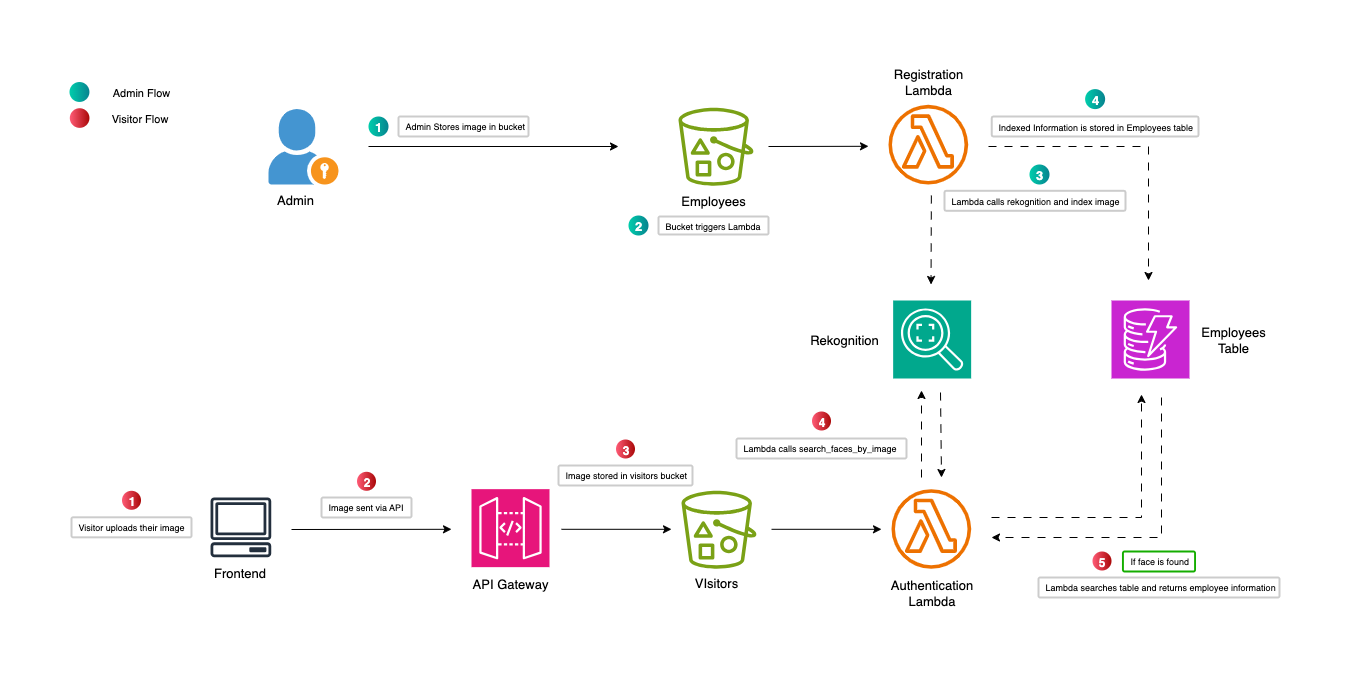 Registration
Lambda
Admin Flow
Visitor Flow
4
1
Admin Stores image in bucket
Indexed Information is stored in Employees table
3
Admin
Employees
Lambda calls rekognition and index image
2
Bucket triggers Lambda
Rekognition
Employees
Table
4
Lambda calls search_faces_by_image
3
Image stored in visitors bucket
2
Image sent via API
1
Visitor uploads their image
</>
Frontend
API Gateway
VIsitors
Authentication
Lambda
5
If face is found
Lambda searches table and returns employee information